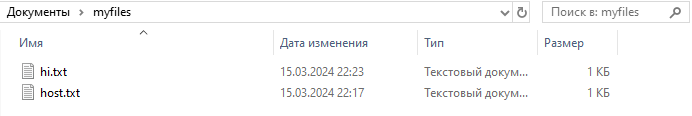 Документы > myfiles
Поиск в: myfiles
Имя Дата изменения Тип Размер
hi.txt 15.03.2024 22:23 Текстовый докум... 1 КБ
host.txt 15.03.2024 22:17 Текстовый докум... 1 КБ